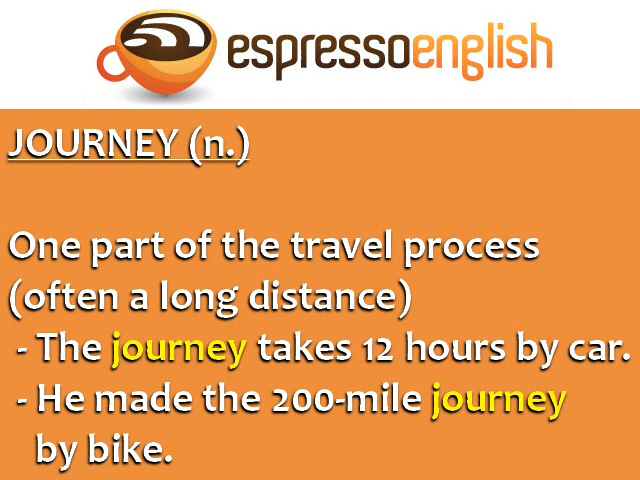 espressoenglish
JOURNEY (n.)
One part of the travel process
(often a long distance)
- The journey takes 12 hours by car.
- He made the 200-mile journey
by bike.